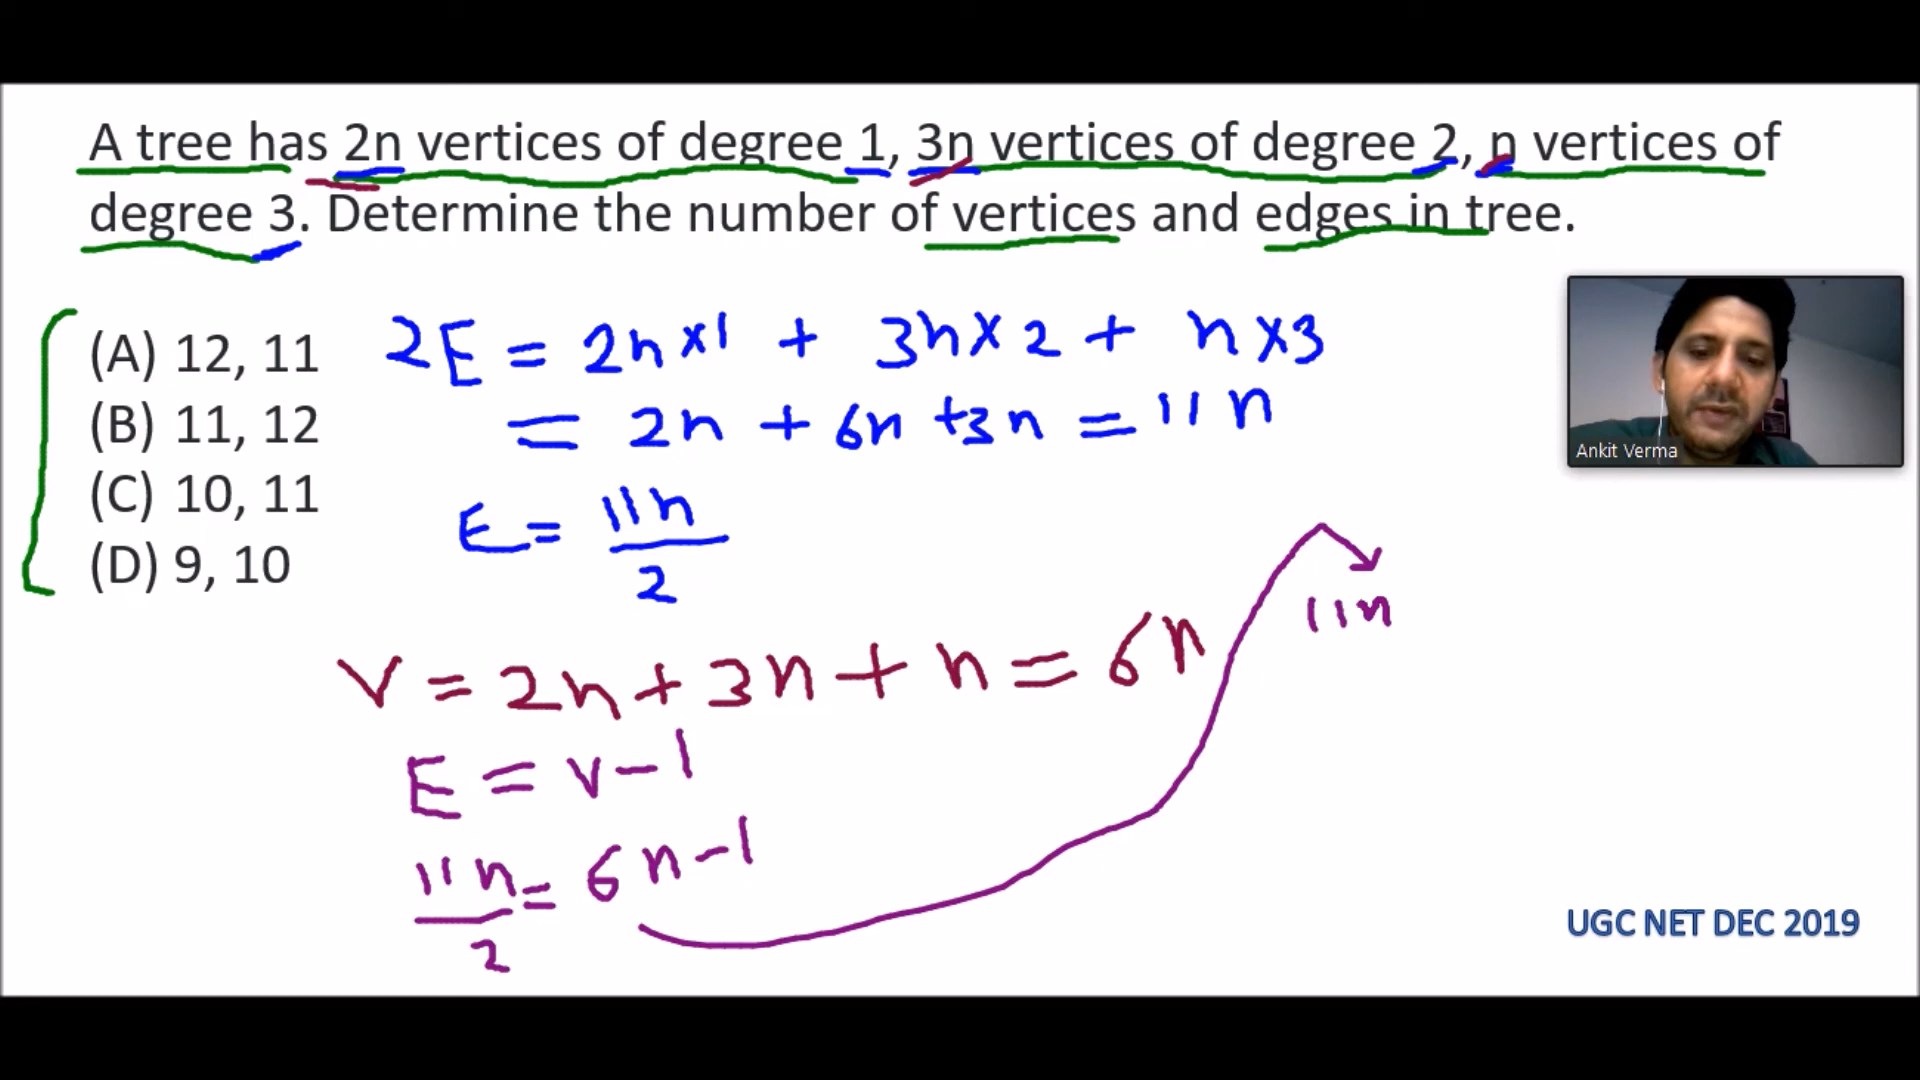 A tree has 2n vertices of degree 1, 3n vertices of degree 2, n vertices of
degree 3. Determine the number of vertices and edges in tree.
(A) 12, 11
(B) 11, 12
(C) 10, 11
(D) 9, 10
2E = 2n×1 + 3n×2 + n×3
= 2n + 6n +3n = 11n
E = 11n/2
V = 2n + 3n + n = 6n
E = V-1
11n/2 = 6n-1
11n
Ankit Verma
UGC NET DEC 2019